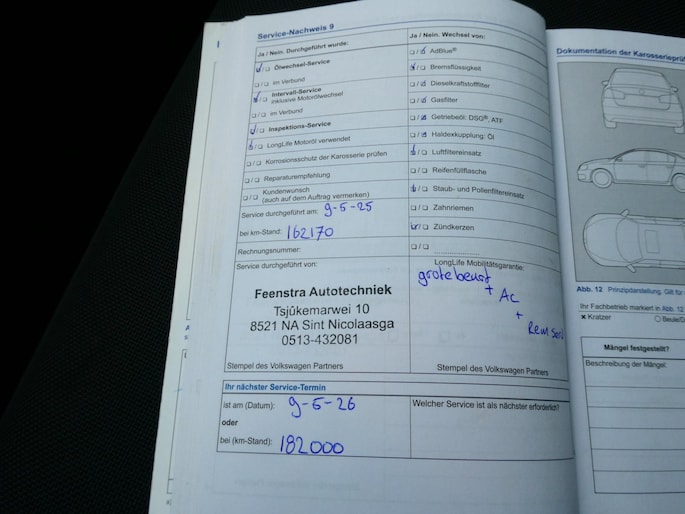 Service-Nachweis 9
Ja / Nein. Durchgeführt wurde:
Ölwechsel-Service
im Verbund
Intervall-Service
inklusive Motorölwechsel
im Verbund
Inspektions-Service
LongLife Motoröl verwendet
Korrosionsschutz der Karosserie prüfen
Reparaturempfehlung
Kundenwunsch
(auch auf dem Auftrag vermerken)
Service durchgeführt am: 9-5-25
bei km-Stand: 162170
Rechnungsnummer:
Service durchgeführt von:
Feenstra Autotechniek
Tsjûkemarwei 10
8521 NA Sint Nicolaasga
0513-432081
Stempel des Volkswagen Partners
Ja / Nein. Wechsel von:
AdBlue®
Bremsflüssigkeit
Dieselkraftstofffilter
Gasfilter
Getriebeöl: DSG®, ATF
Haldexkupplung: Öl
Luftfiltereinsatz
Reifenfüllflasche
Staub- und Pollenfiltereinsatz
Zahnriemen
Zündkerzen
LongLife Mobilitätsgarantie:
grote beurt
+ AC
+ Rem
Stempel des Volkswagen Partners
Ihr nächster Service-Termin
ist am (Datum): 9-5-26
oder
bei (km-Stand): 182000
Welcher Service ist als nächster erforderlich?
Dokumentation der Karosserieprü
Abb. 12 Prinzipdarstellung. Gilt für
Ihr Fachbetrieb markiert in Abb. 12
Kratzer
Beule/D
Mängel festgestellt?
Beschreibung der Mängel: